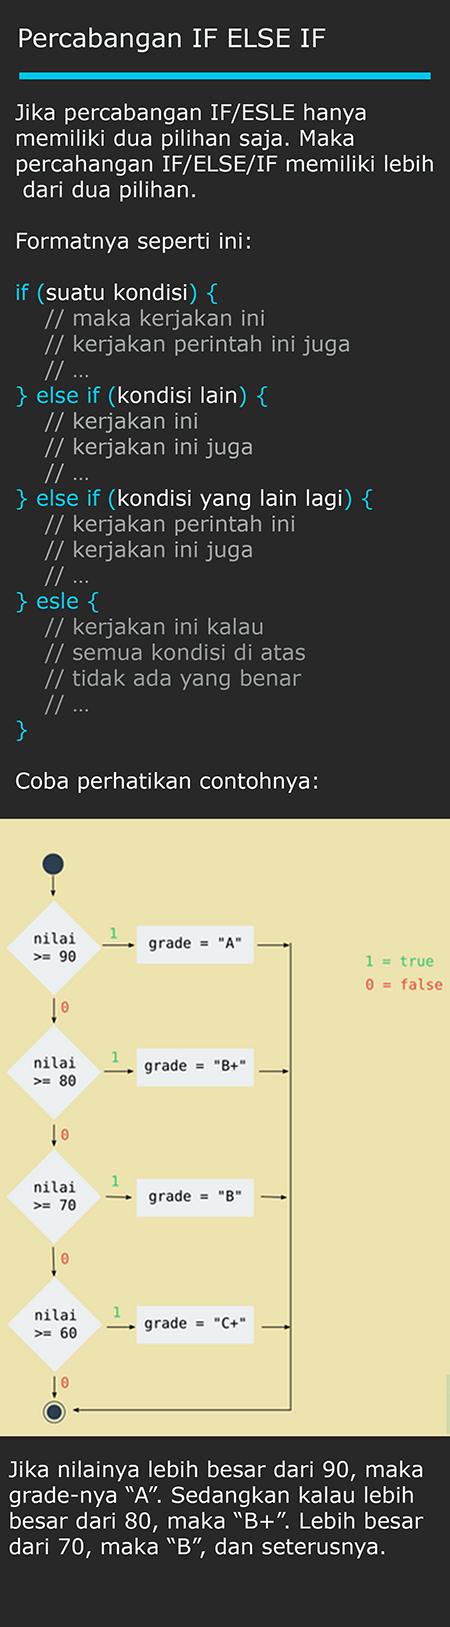 Percabangan IF ELSE IF
Jika percabangan IF/ESLE hanya
memiliki dua pilihan saja. Maka
percahangan IF/ELSE/IF memiliki lebih
dari dua pilihan.
Formatnya seperti ini:
if (suatu kondisi) {
// maka kerjakan ini
// kerjakan perintah ini juga
// ...
} else if (kondisi lain) {
// kerjakan ini
// kerjakan ini juga
// ...
} else if (kondisi yang lain lagi) {
// kerjakan perintah ini
// kerjakan ini juga
// ...
} esle {
// kerjakan ini kalau
// semua kondisi di atas
// tidak ada yang benar
// ...
}
Coba perhatikan contohnya:
nilai
>= 90
1
grade = "A"
1 = true
0 = false
0
nilai
>= 80
1
grade = "B+"
0
nilai
>= 70
1
grade = "B"
0
nilai
>= 60
1
grade = "C+"
0
Jika nilainya lebih besar dari 90, maka
grade-nya “A”. Sedangkan kalau lebih
besar dari 80, maka “B+”. Lebih besar
dari 70, maka “B”, dan seterusnya.